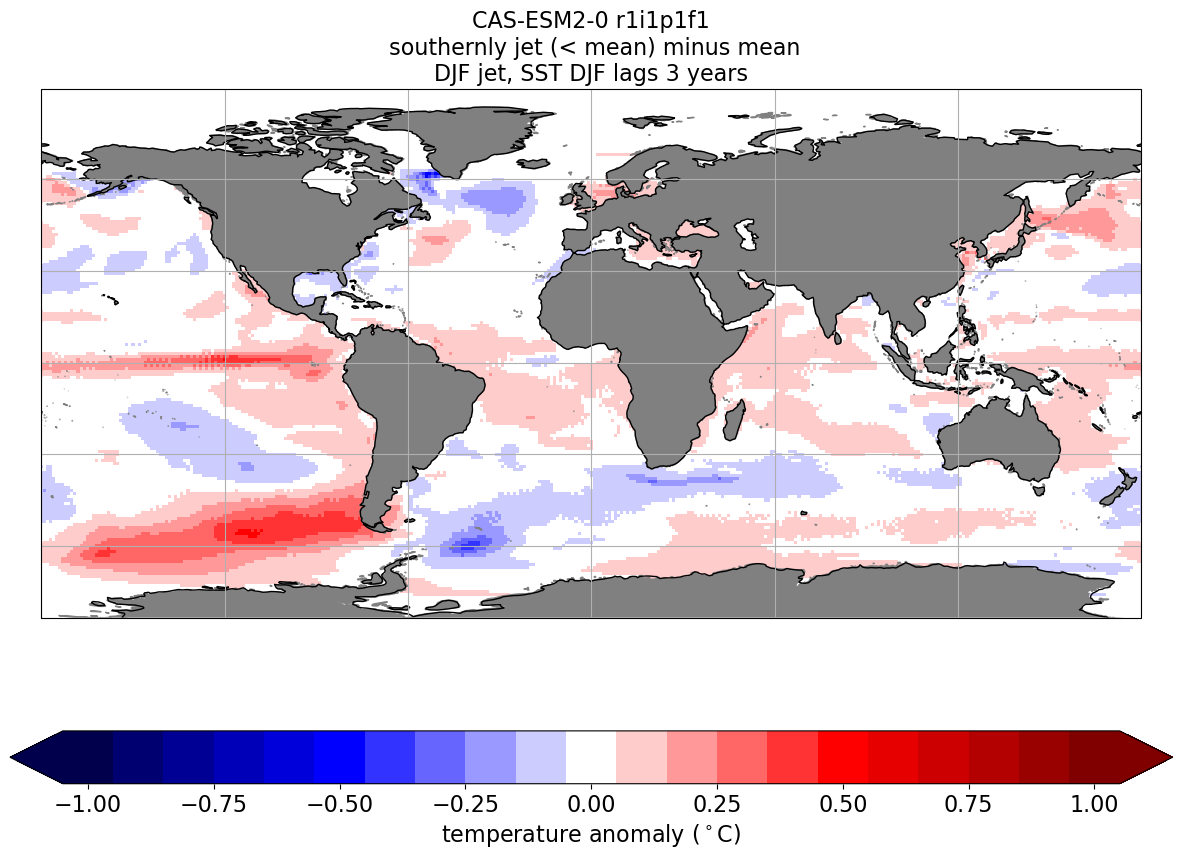 CAS-ESM2-0 r1i1p1f1
southernly jet (< mean) minus mean
DJF jet, SST DJF lags 3 years
−1.00 −0.75 −0.50 −0.25 0.00 0.25 0.50 0.75 1.00
temperature anomaly (°C)